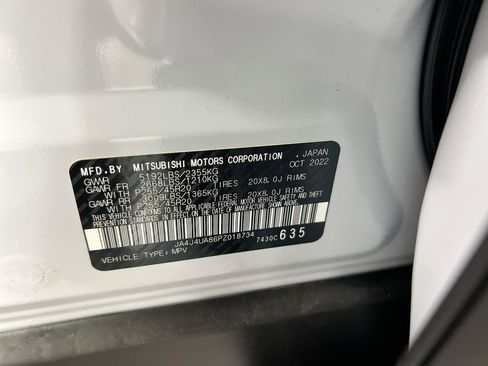 MFD.BY MITSUBISHI MOTORS CORPORATION , JAPAN
GVWR 5192LBS/2355KG OCT 2022
GAWR FR 2668LBS/1210KG
WITH P255/45R20 TIRES 20X8.0J RIMS
GAWR RR 3009LBS/1365KG
WITH P255/45R20 TIRES 20X8.0J RIMS
THIS VEHICLE CONFORMS TO ALL APPLICABLE FEDERAL MOTOR VEHICLE SAFETY STANDARDS IN EFFECT ON THE DATE OF MANUFACTURE SHOWN ABOVE.
JA4J4UA86PZ018734 7430C 635
VEHICLE TYPE: MPV